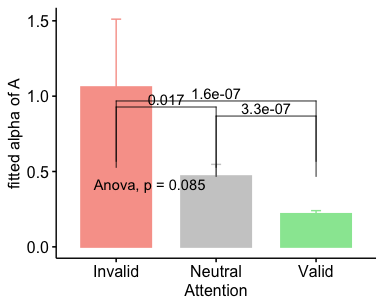 1.5
1.0
0.5
0.0
fitted alpha of A
1.6e-07
0.017
3.3e-07
Anova, p = 0.085
Invalid Neutral Valid
Attention